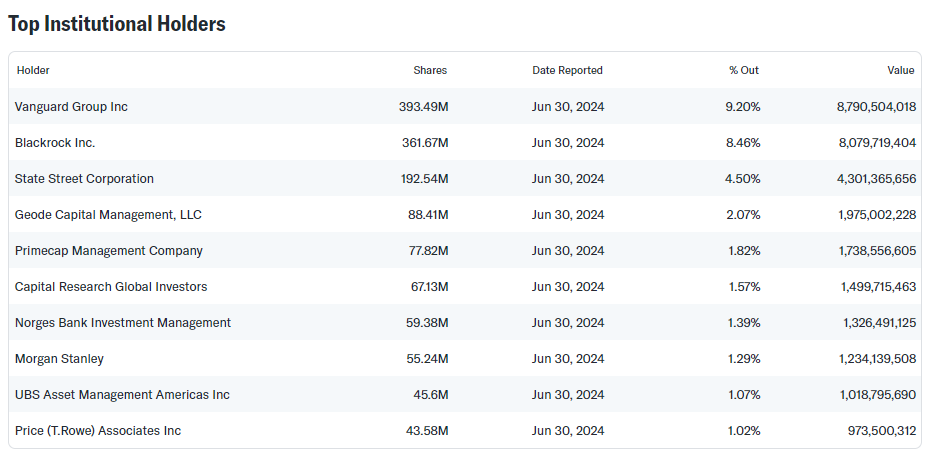 Top Institutional Holders
Holder Shares Date Reported % Out Value
Vanguard Group Inc 393.49M Jun 30, 2024 9.20% 8,790,504,018
Blackrock Inc. 361.67M Jun 30, 2024 8.46% 8,079,719,404
State Street Corporation 192.54M Jun 30, 2024 4.50% 4,301,365,656
Geode Capital Management, LLC 88.41M Jun 30, 2024 2.07% 1,975,002,228
Primecap Management Company 77.82M Jun 30, 2024 1.82% 1,738,556,605
Capital Research Global Investors 67.13M Jun 30, 2024 1.57% 1,499,715,463
Norges Bank Investment Management 59.38M Jun 30, 2024 1.39% 1,326,491,125
Morgan Stanley 55.24M Jun 30, 2024 1.29% 1,234,139,508
UBS Asset Management Americas Inc 45.6M Jun 30, 2024 1.07% 1,018,795,690
Price (T.Rowe) Associates Inc 43.58M Jun 30, 2024 1.02% 973,500,312